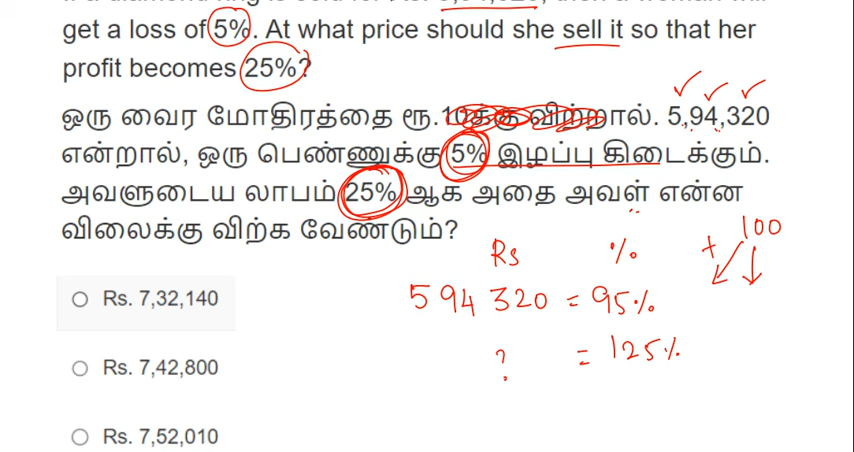 get a loss of 5%. At what price should she sell it so that her
profit becomes 25%?
ஒரு வைர மோதிரத்தை ரூ. விற்றால். 5,94,320
என்றால், ஒரு பெண்ணுக்கு 5% இழப்பு கிடைக்கும்.
அவளுடைய லாபம் 25% ஆக அதை அவள் என்ன
விலைக்கு விற்க வேண்டும்?
100
Rs % +
594 320 = 95%
? = 125%
Rs. 7,32,140
Rs. 7,42,800
Rs. 7,52,010